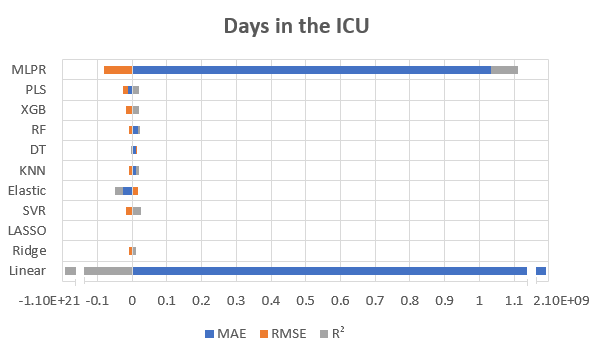 Days in the ICU
MLPR
PLS
XGB
RF
DT
KNN
Elastic
SVR
LASSO
Ridge
Linear
-1.10E+21 -0.1 0 0.1 0.2 0.3 0.4 0.5 0.6 0.7 0.8 0.9 1 1.1 2.10E+09
MAE RMSE R²